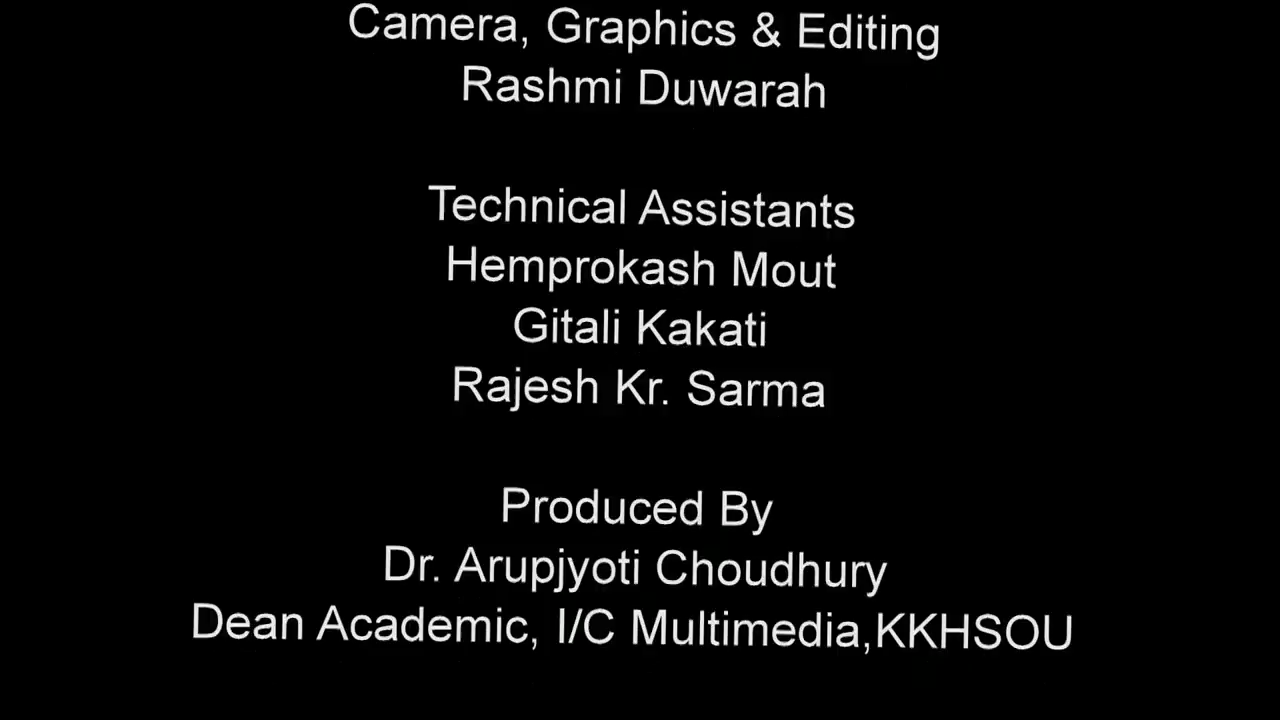 Camera, Graphics & Editing
Rashmi Duwarah
Technical Assistants
Hemprokash Mout
Gitali Kakati
Rajesh Kr. Sarma
Produced By
Dr. Arupjyoti Choudhury
Dean Academic, I/C Multimedia,KKHSOU